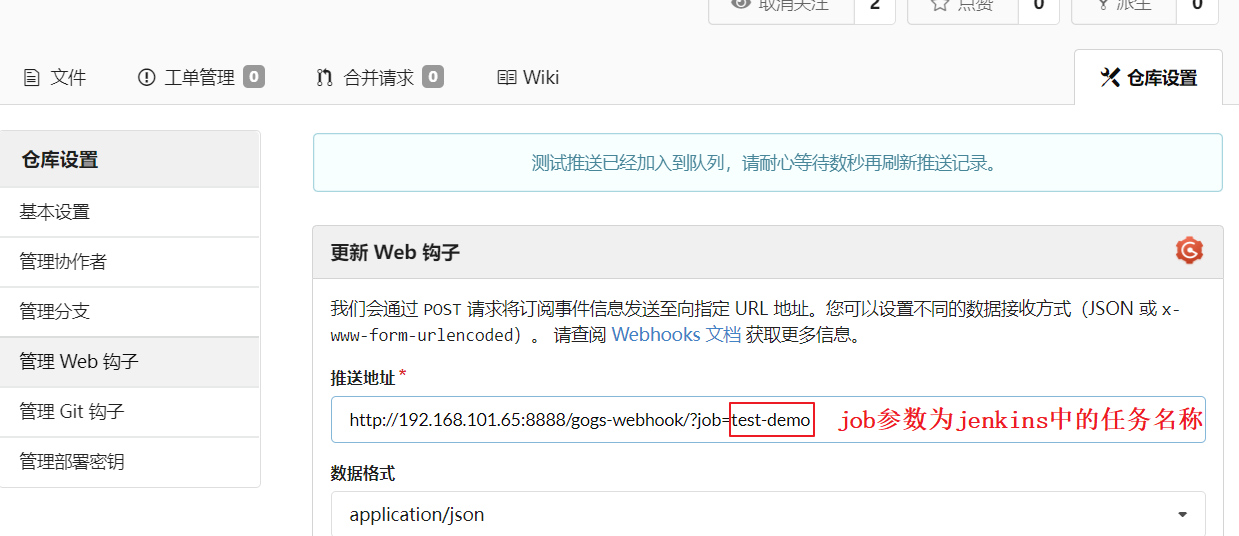 取消关注 2 点赞 0 派生 0
文件 工单管理 0 合并请求 0 Wiki 仓库设置
仓库设置
基本设置
管理协作者
管理分支
管理 Web 钩子
管理 Git 钩子
管理部署密钥
测试推送已经加入到队列，请耐心等待数秒再刷新推送记录。
更新 Web 钩子
我们会通过 POST 请求将订阅事件信息发送至向指定 URL 地址。您可以设置不同的数据接收方式（JSON 或 x-
www-form-urlencoded）。 请查阅 Webhooks 文档 获取更多信息。
推送地址*
http://192.168.101.65:8888/gogs-webhook/?job=test-demo job参数为jenkins中的任务名称
数据格式
application/json